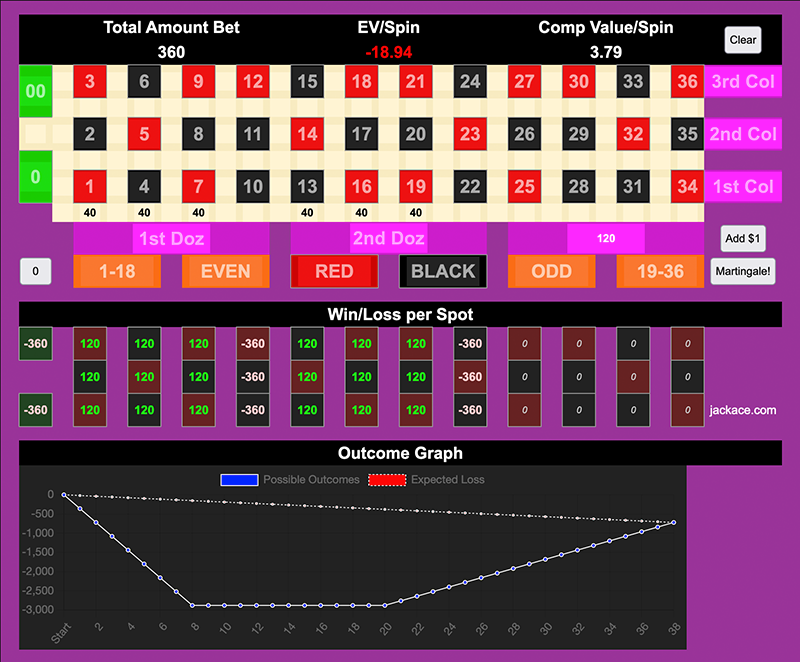 Total Amount Bet EV/Spin Comp Value/Spin
360 -18.94 3.79 Clear
00 3 6 9 12 15 18 21 24 27 30 33 36 3rd Col
2 5 8 11 14 17 20 23 26 29 32 35 2nd Col
0 1 4 7 10 13 16 19 22 25 28 31 34 1st Col
40 40 40 40 40 40
1st Doz 2nd Doz 120 Add $1
0 1-18 EVEN RED BLACK ODD 19-36 Martingale!
Win/Loss per Spot
-360 120 120 120 -360 120 120 120 -360 0 0 0 0
120 120 120 -360 120 120 120 -360 0 0 0 0
-360 120 120 120 -360 120 120 120 -360 0 0 0 0 jackace.com
Outcome Graph
Possible Outcomes Expected Loss
0
-500
-1,000
-1,500
-2,000
-2,500
-3,000
Start 2 4 6 8 10 12 14 16 18 20 22 24 26 28 30 32 34 36 38